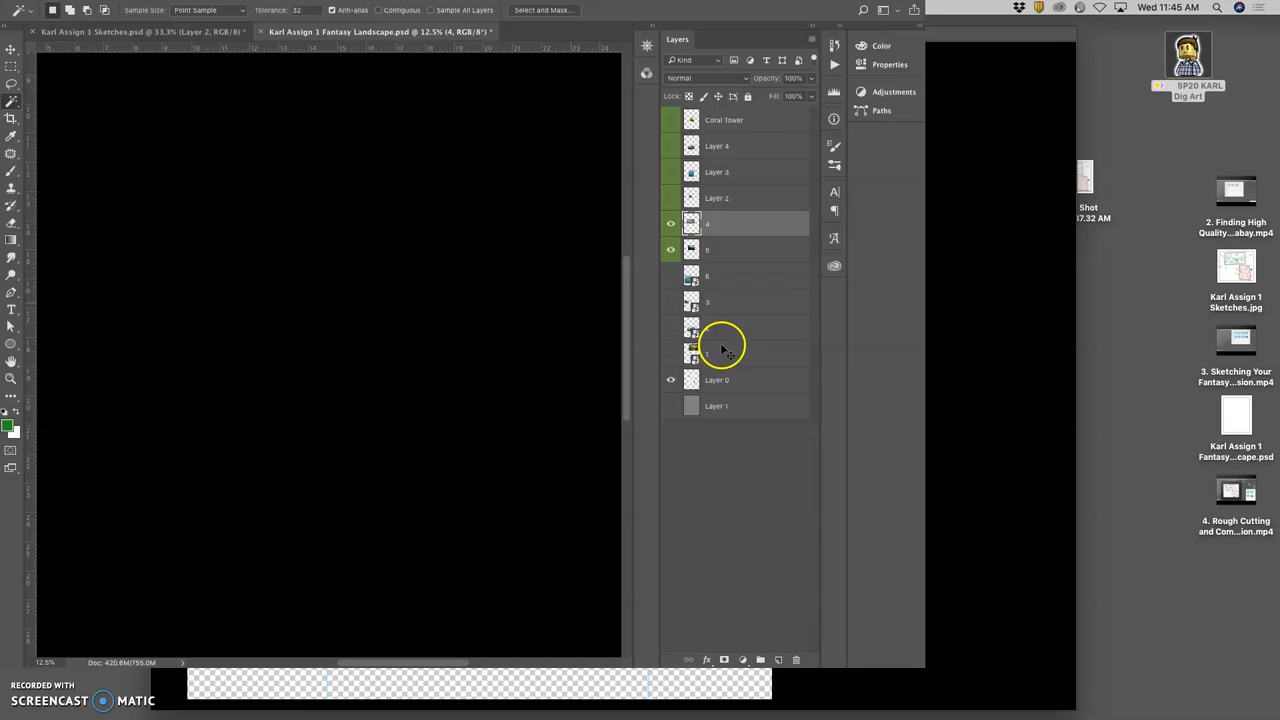 Wed 11:45 AM
Sample Size: Point Sample Tolerance: 32 Anti-alias Contiguous Sample All Layers Select and Mask...
Karl Assign 1 Sketches.psd @ 33.3% (Layer 2, RGB/8) *
Karl Assign 1 Fantasy Landscape.psd @ 12.5% (4, RGB/8*) *
Layers
Kind
Normal Opacity: 100%
Lock: Fill: 100%
Coral Tower
Layer 4
Layer 3
Layer 2
4
5
6
3
1
Layer 0
Layer 1
Color
Properties
Adjustments
Paths
SP20 KARL
Dig Art
Shot
17.32 AM
2. Finding High
Quality...abay.mp4
Karl Assign 1
Sketches.jpg
3. Sketching Your
Fantasy...sion.mp4
Karl Assign 1
Fantasy...cape.psd
4. Rough Cutting
and Com...ion.mp4
12.5% Doc: 420.6M/755.0M
RECORDED WITH
SCREENCAST MATIC